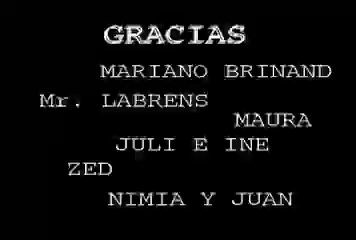 GRACIAS
MARIANO BRINAND
Mr. LABRENS
MAURA
JULI E INE
ZED
NIMIA Y JUAN